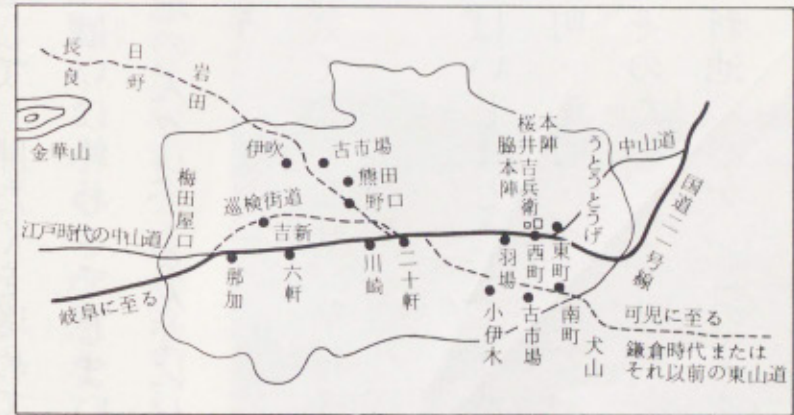 長良
日野
岩田
金華山
伊吹
古市場
熊田
野口
梅田屋口
巡検街道
吉新
江戸時代の中山道
岐阜に至る
那加
六軒
川崎
二十軒
本陣
桜井吉兵衛
脇本陣
うとうとうげ
中山道
国道二一号線
羽場
西町
東町
小伊木
古市場
南町
犬山
可児に至る
鎌倉時代または
それ以前の東山道